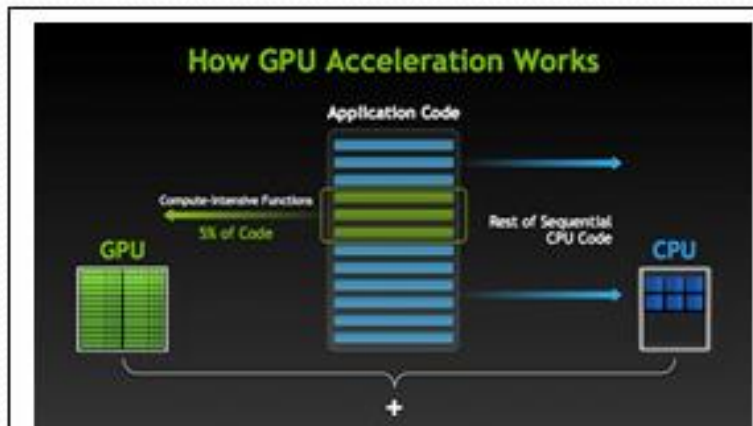 How GPU Acceleration Works
Application Code
Compute-Intensive Functions
5% of Code
Rest of Sequential
CPU Code
GPU
CPU
+